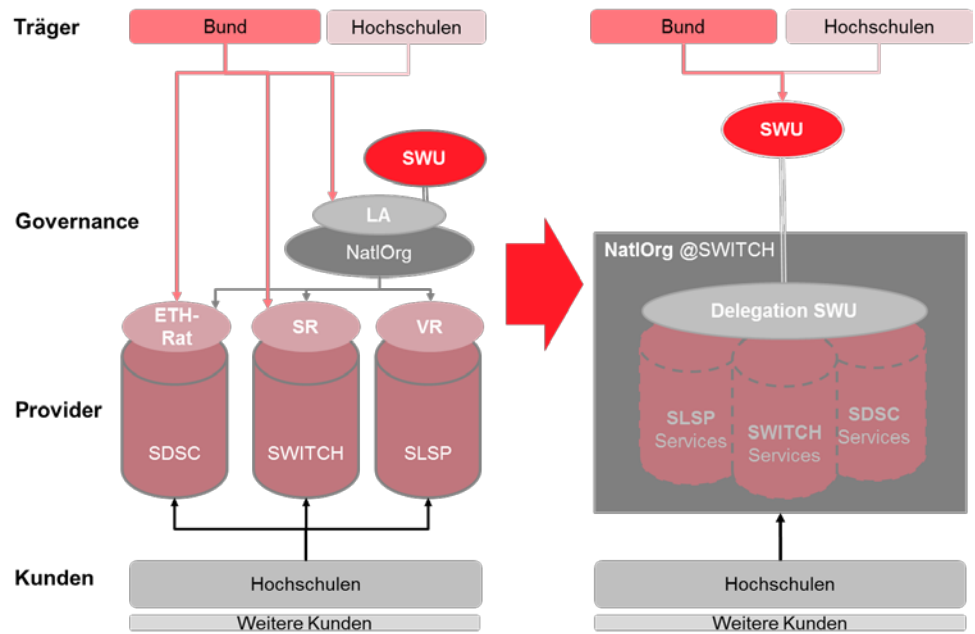 Träger
Bund
Hochschulen
Bund
Hochschulen
SWU
SWU
Governance
LA
NatlOrg
NatlOrg @SWITCH
Delegation SWU
ETH-
Rat
SR
VR
Provider
SDSC
SWITCH
SLSP
SLSP
Services
SWITCH
Services
SDSC
Services
Kunden
Hochschulen
Weitere Kunden
Hochschulen
Weitere Kunden